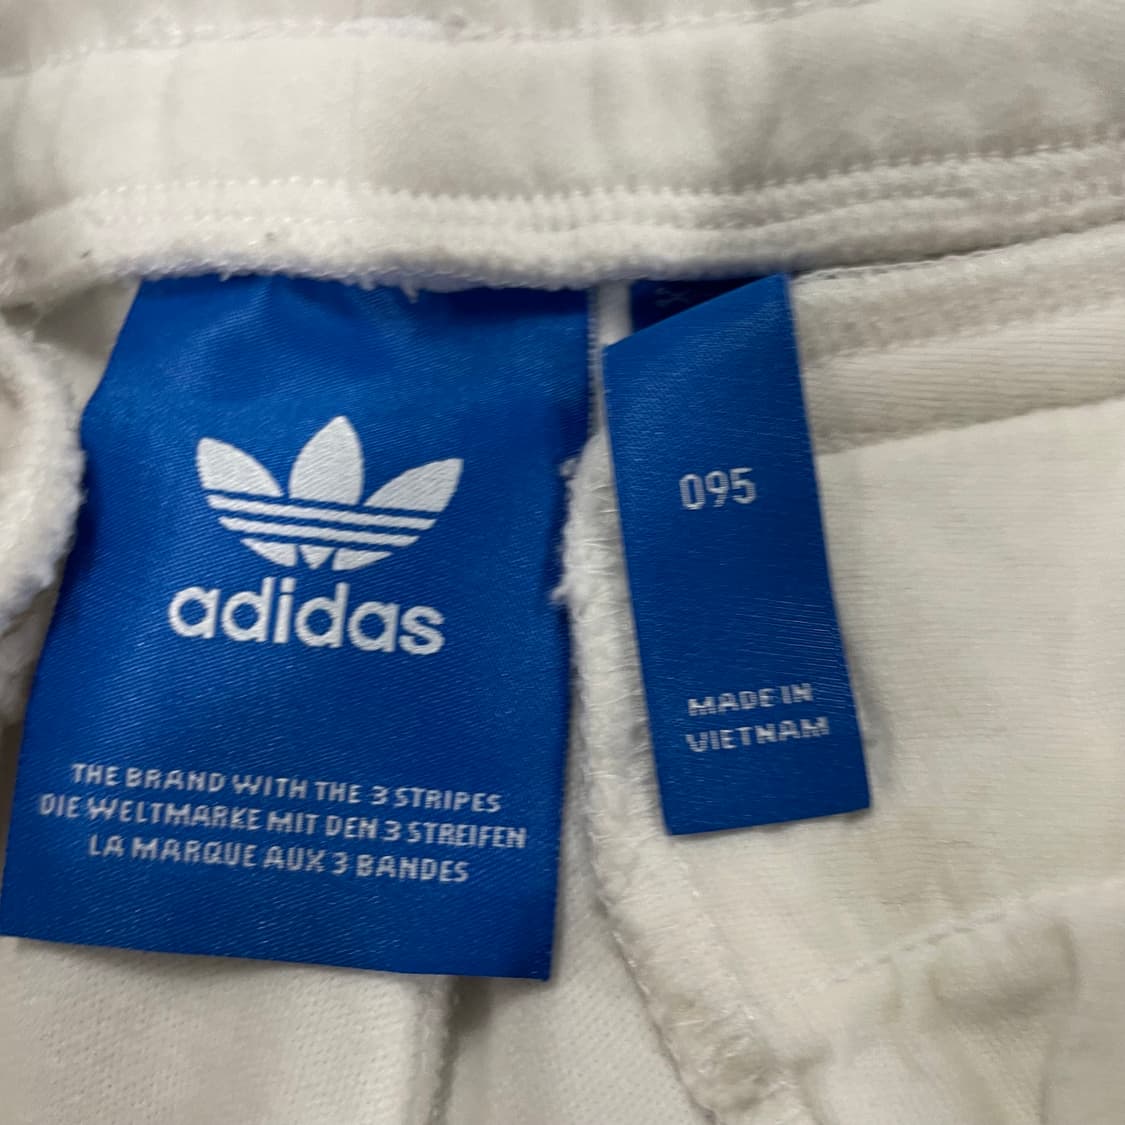 adidas
THE BRAND WITH THE 3 STRIPES
DIE WELTMARKE MIT DEN 3 STREIFEN
LA MARQUE AUX 3 BANDES
095
MADE IN
VIETNAM